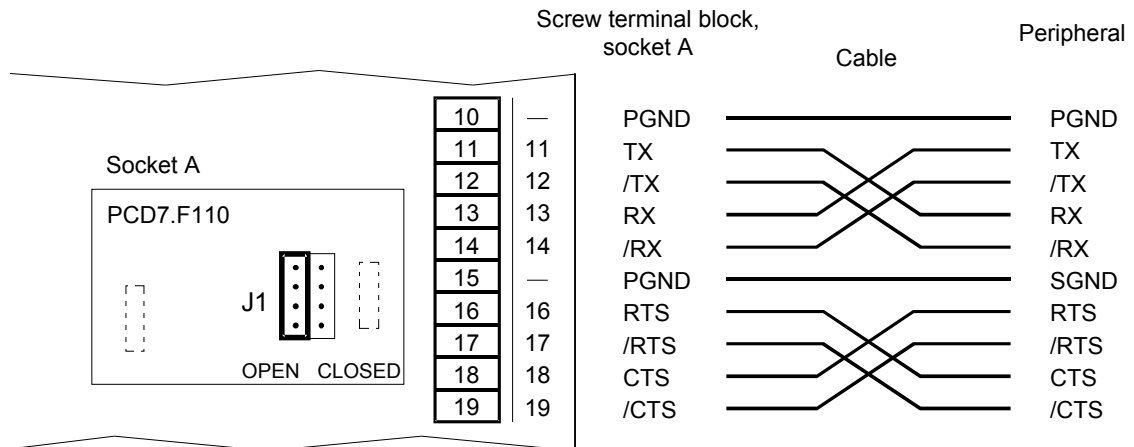 Screw terminal block,
socket A
Cable
Peripheral
Socket A
PCD7.F110
J1
OPEN CLOSED
10 — PGND PGND
11 11 TX TX
12 12 /TX /TX
13 13 RX RX
14 14 /RX /RX
15 — PGND SGND
16 16 RTS RTS
17 17 /RTS /RTS
18 18 CTS CTS
19 19 /CTS /CTS